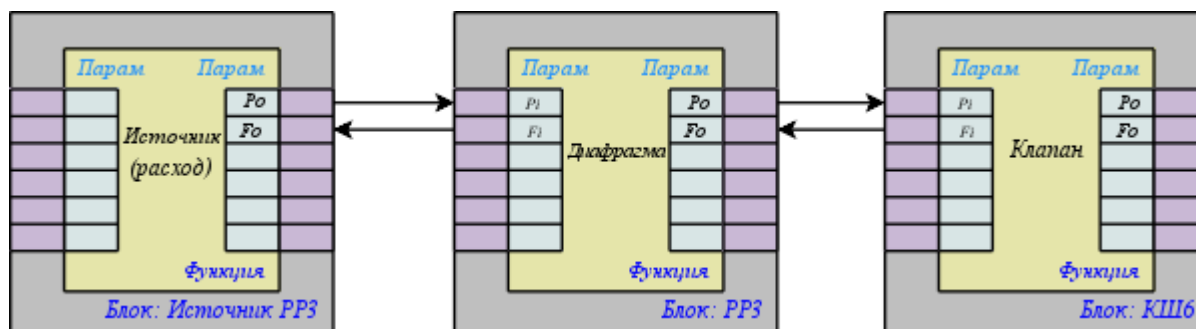 Парам Парам
Po
Fo
Источник
(расход)
Функция
Блок: Источник РР3
Парам Парам
Pi Po
Fi Fo
Диафрагма
Функция
Блок: РР3
Парам Парам
Pi Po
Fi Fo
Клапан
Функция
Блок: КШ6